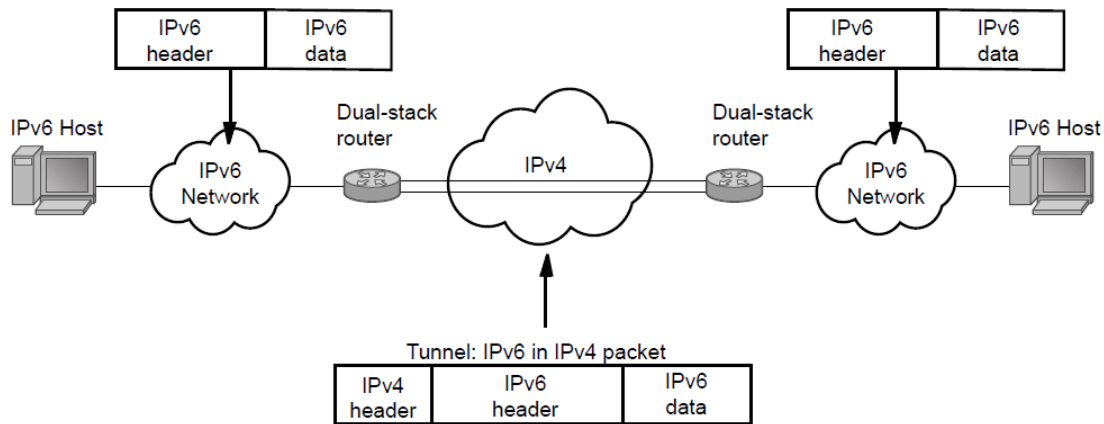 IPv6
header
IPv6
data
IPv6
header
IPv6
data
IPv6 Host
Dual-stack
router
IPv6
Network
IPv4
Dual-stack
router
IPv6
Network
IPv6 Host
Tunnel: IPv6 in IPv4 packet
IPv4
header
IPv6
header
IPv6
data